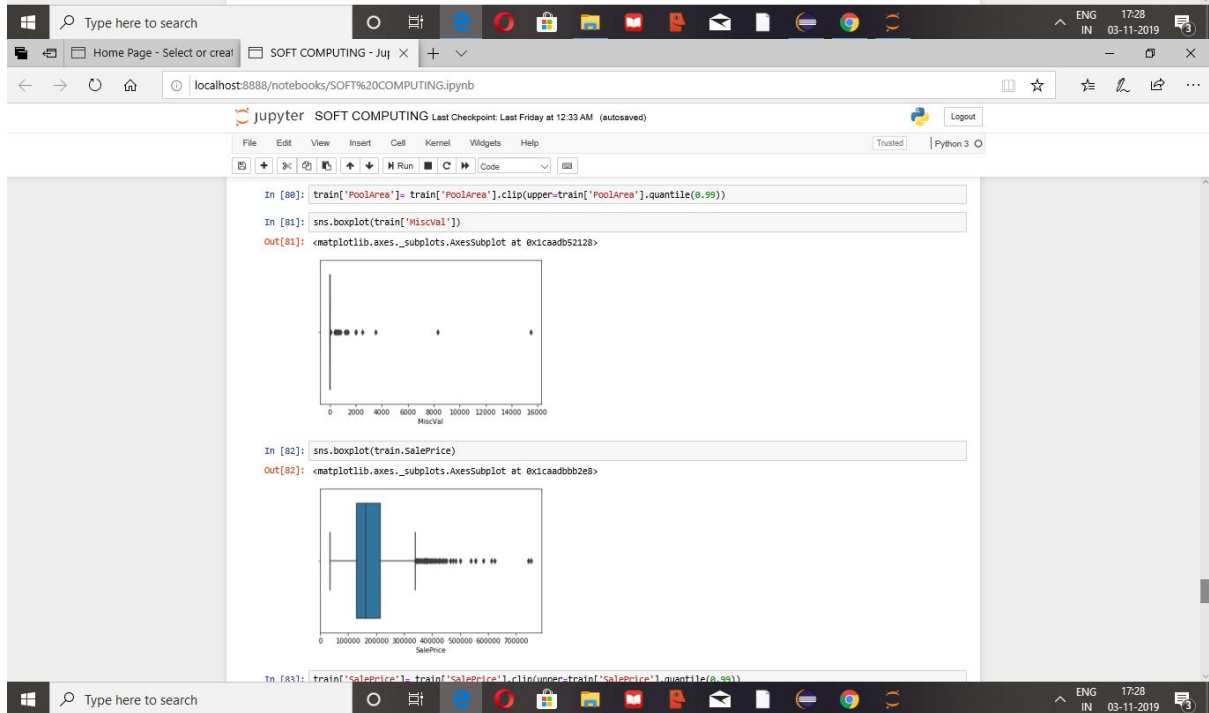 Type here to search
ENG 17:28
IN 03-11-2019
3
Home Page - Select or creat
SOFT COMPUTING - Ju
localhost:8888/notebooks/SOFT%20COMPUTING.ipynb
jupyter SOFT COMPUTING Last Checkpoint: Last Friday at 12:33 AM (autosaved)
Logout
File Edit View Insert Cell Kernel Widgets Help
Trusted Python 3
Run Code
In [80]: train['PoolArea']= train['PoolArea'].clip(upper=train['PoolArea'].quantile(0.99))
In [81]: sns.boxplot(train['MiscVal'])
Out[81]: <matplotlib.axes._subplots.AxesSubplot at 0x1caadb52128>
0 2000 4000 6000 8000 10000 12000 14000 16000
MiscVal
In [82]: sns.boxplot(train.SalePrice)
Out[82]: <matplotlib.axes._subplots.AxesSubplot at 0x1caadbbb2e8>
0 100000 200000 300000 400000 500000 600000 700000
SalePrice
In [83]: train['SalePrice']= train['SalePrice'].clip(upper=train['SalePrice'].quantile(0.99))
Type here to search
ENG 17:28
IN 03-11-2019
3